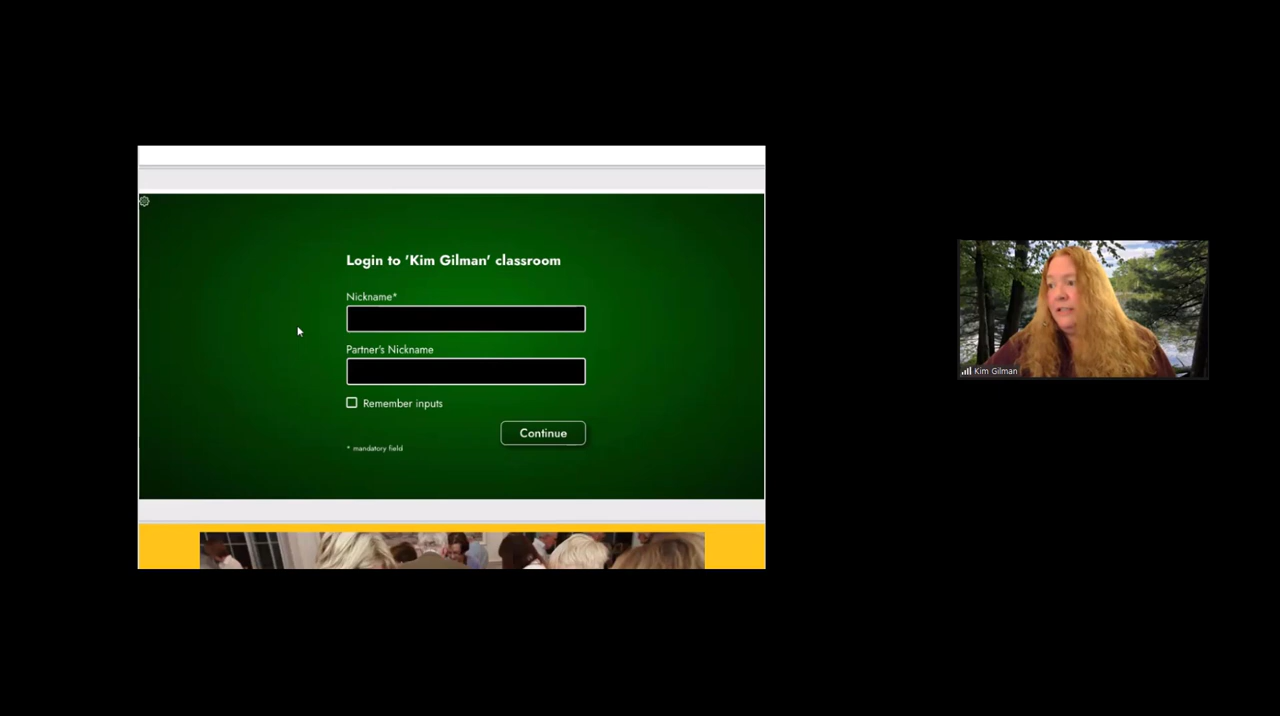 Login to 'Kim Gilman' classroom
Nickname*
Partner's Nickname
Remember inputs
Continue
* mandatory field
Kim Gilman